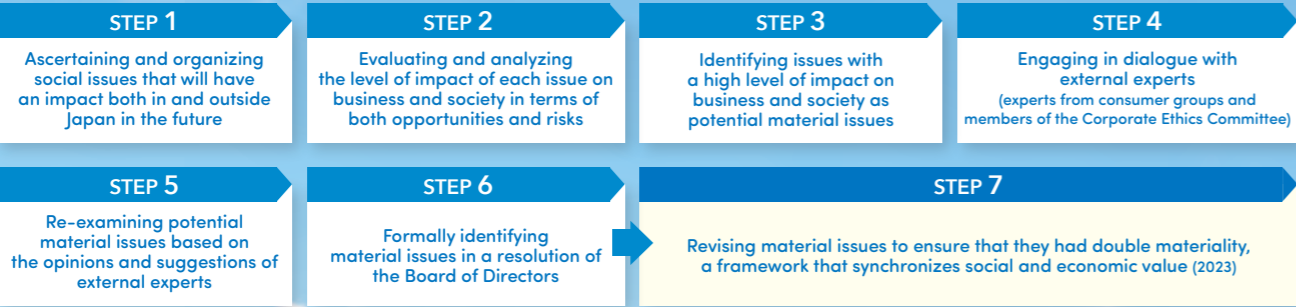 STEP 1
Ascertaining and organizing
social issues that will have
an impact both in and outside
Japan in the future
STEP 2
Evaluating and analyzing
the level of impact of each issue on
business and society in terms of
both opportunities and risks
STEP 3
Identifying issues with
a high level of impact on
business and society as
potential material issues
STEP 4
Engaging in dialogue with
external experts
(experts from consumer groups and
members of the Corporate Ethics Committee)
STEP 5
Re-examining potential
material issues based on
the opinions and suggestions of
external experts
STEP 6
Formally identifying
material issues in a resolution of
the Board of Directors
STEP 7
Revising material issues to ensure that they had double materiality,
a framework that synchronizes social and economic value (2023)